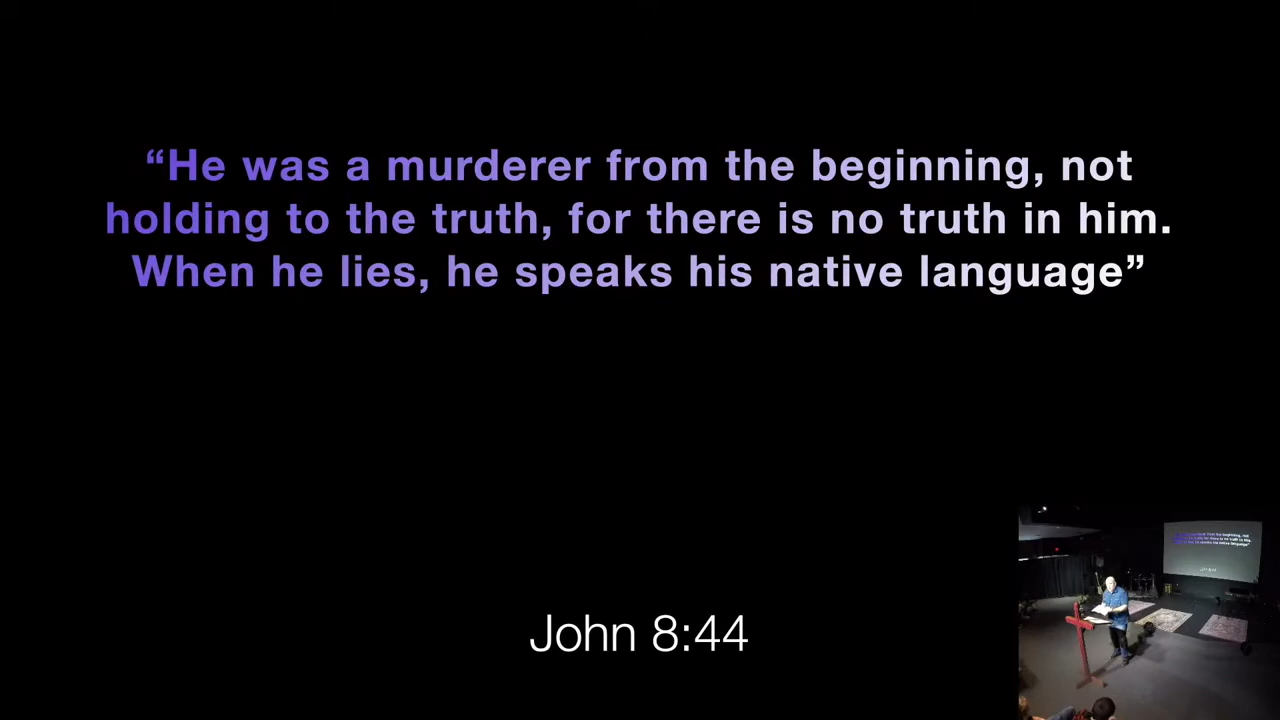 “He was a murderer from the beginning, not
holding to the truth, for there is no truth in him.
When he lies, he speaks his native language”
John 8:44